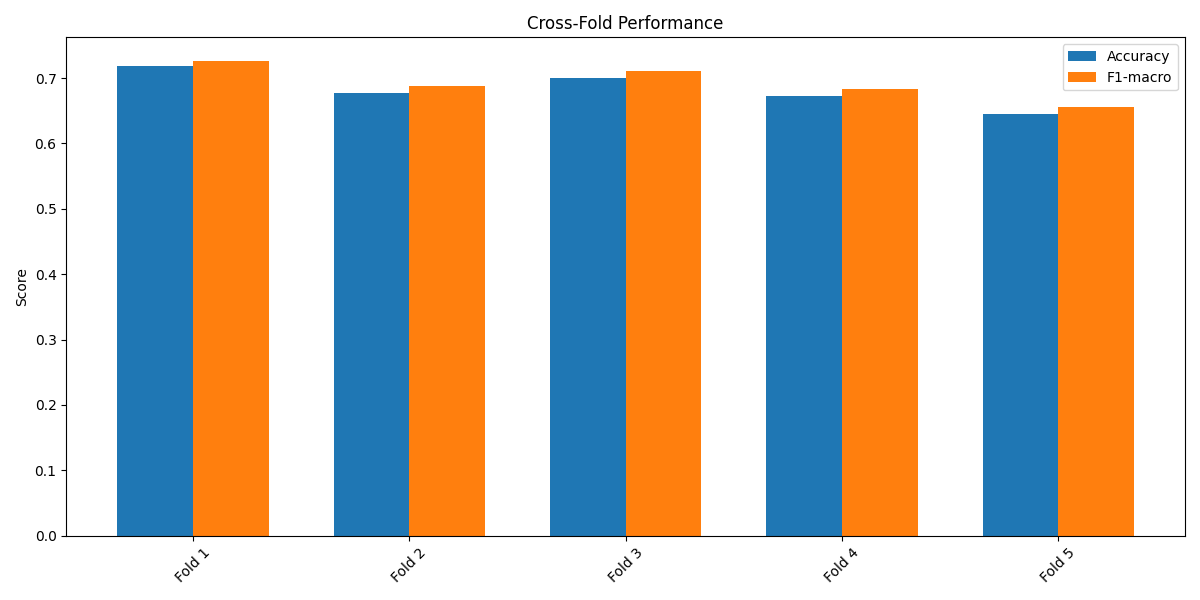 Cross-Fold Performance
Accuracy
F1-macro
Score
0.7
0.6
0.5
0.4
0.3
0.2
0.1
0.0
Fold 1
Fold 2
Fold 3
Fold 4
Fold 5